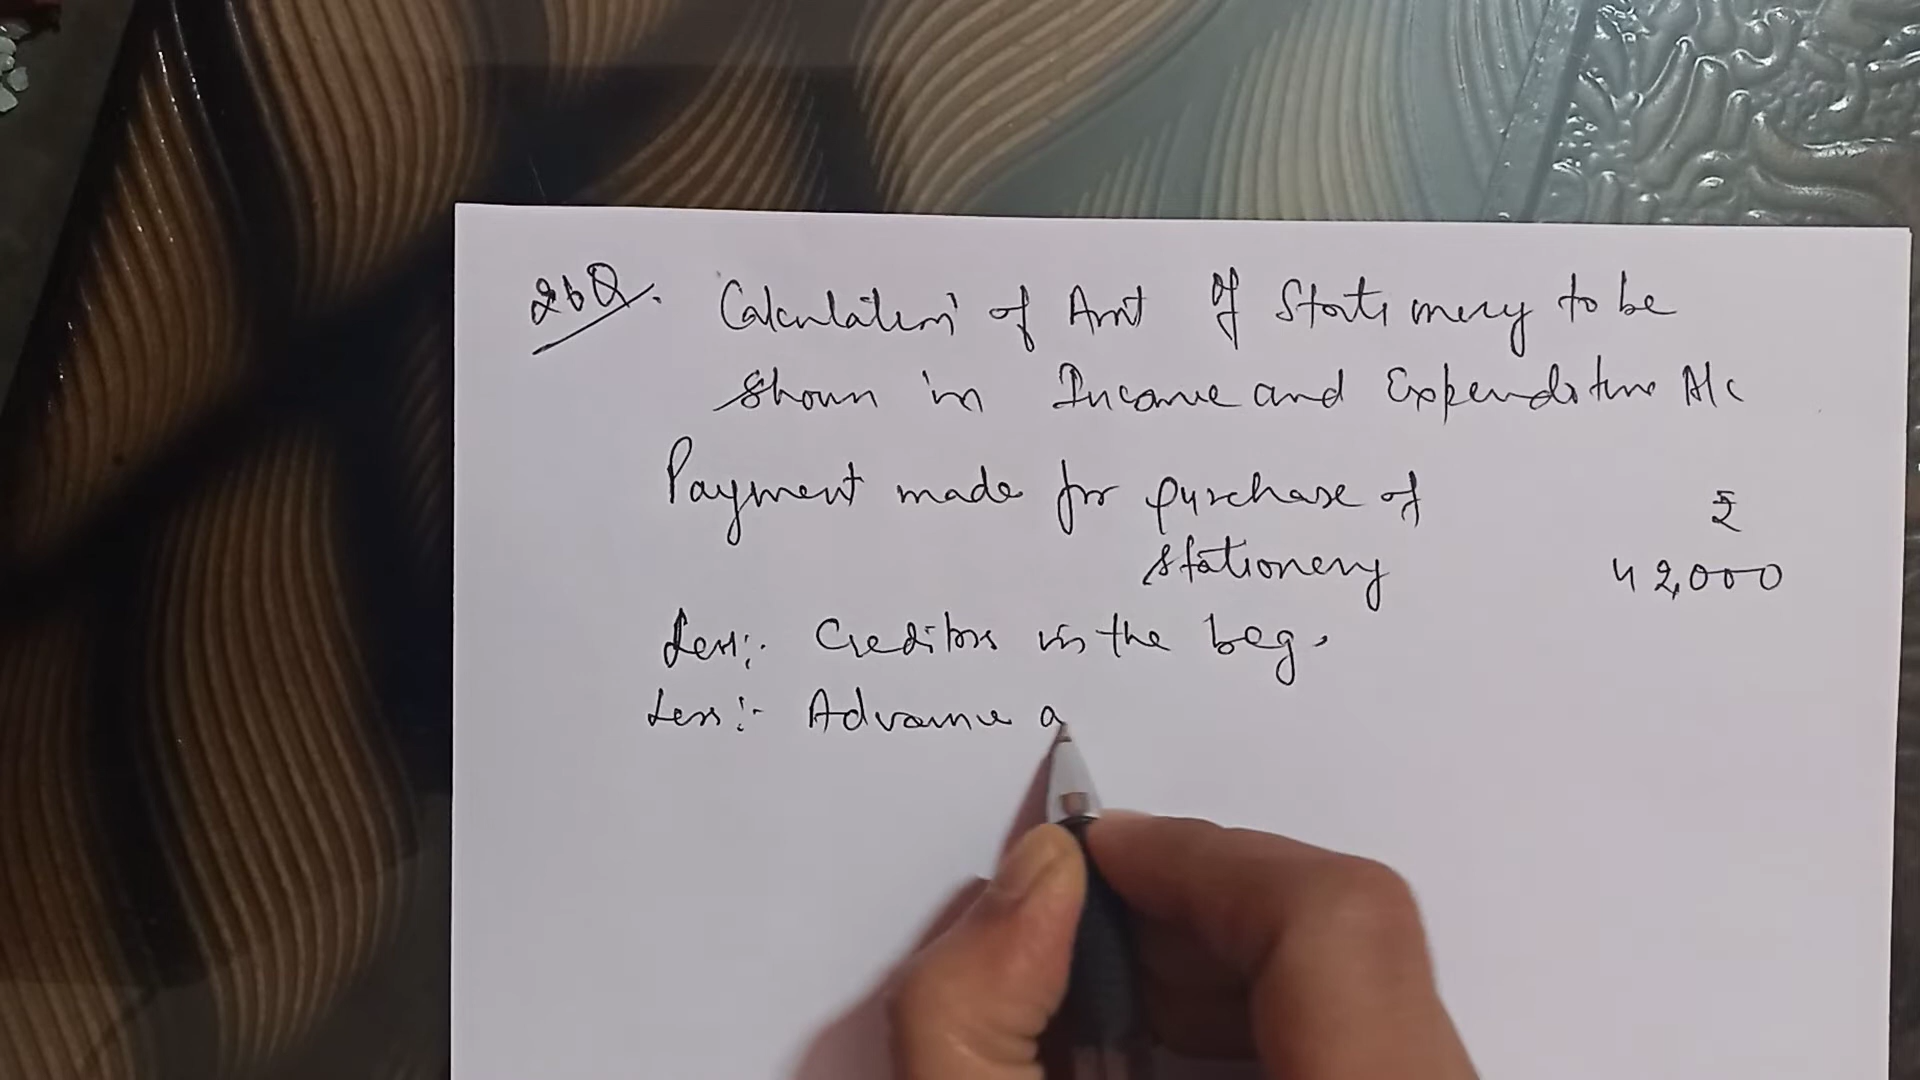 26Q. Calculation of Amt of Stationery to be
shown in Income and Expenditure A/c
Payment made for purchase of
₹
stationery 42,000
Less:- Creditors in the beg.
Less:- Advance a